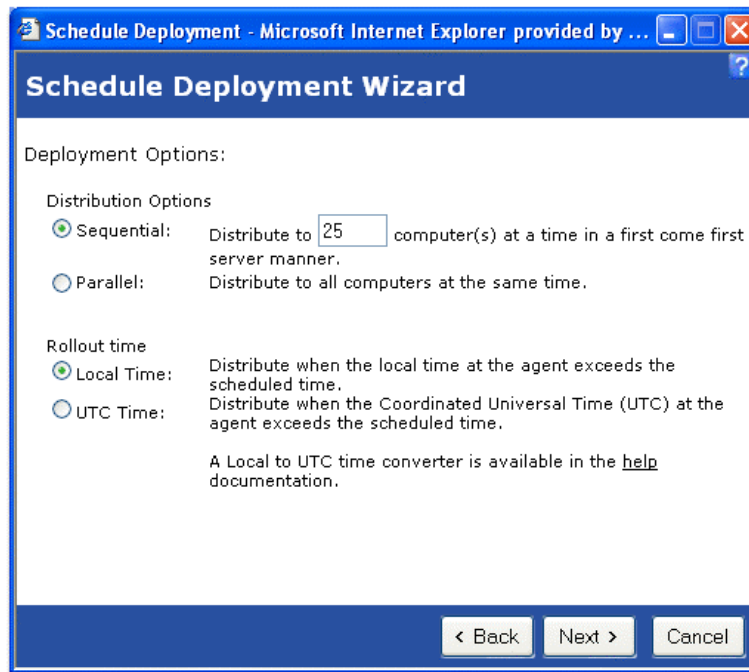 Schedule Deployment - Microsoft Internet Explorer provided by ...
?
Schedule Deployment Wizard
Deployment Options:
Distribution Options
Sequential: Distribute to 25 computer(s) at a time in a first come first
server manner.
Parallel: Distribute to all computers at the same time.
Rollout time
Local Time: Distribute when the local time at the agent exceeds the
scheduled time.
UTC Time: Distribute when the Coordinated Universal Time (UTC) at the
agent exceeds the scheduled time.
A Local to UTC time converter is available in the help
documentation.
< Back Next > Cancel